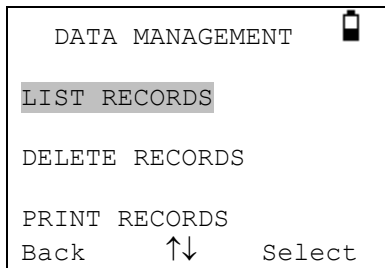 DATA MANAGEMENT
LIST RECORDS
DELETE RECORDS
PRINT RECORDS
Back ↑↓ Select